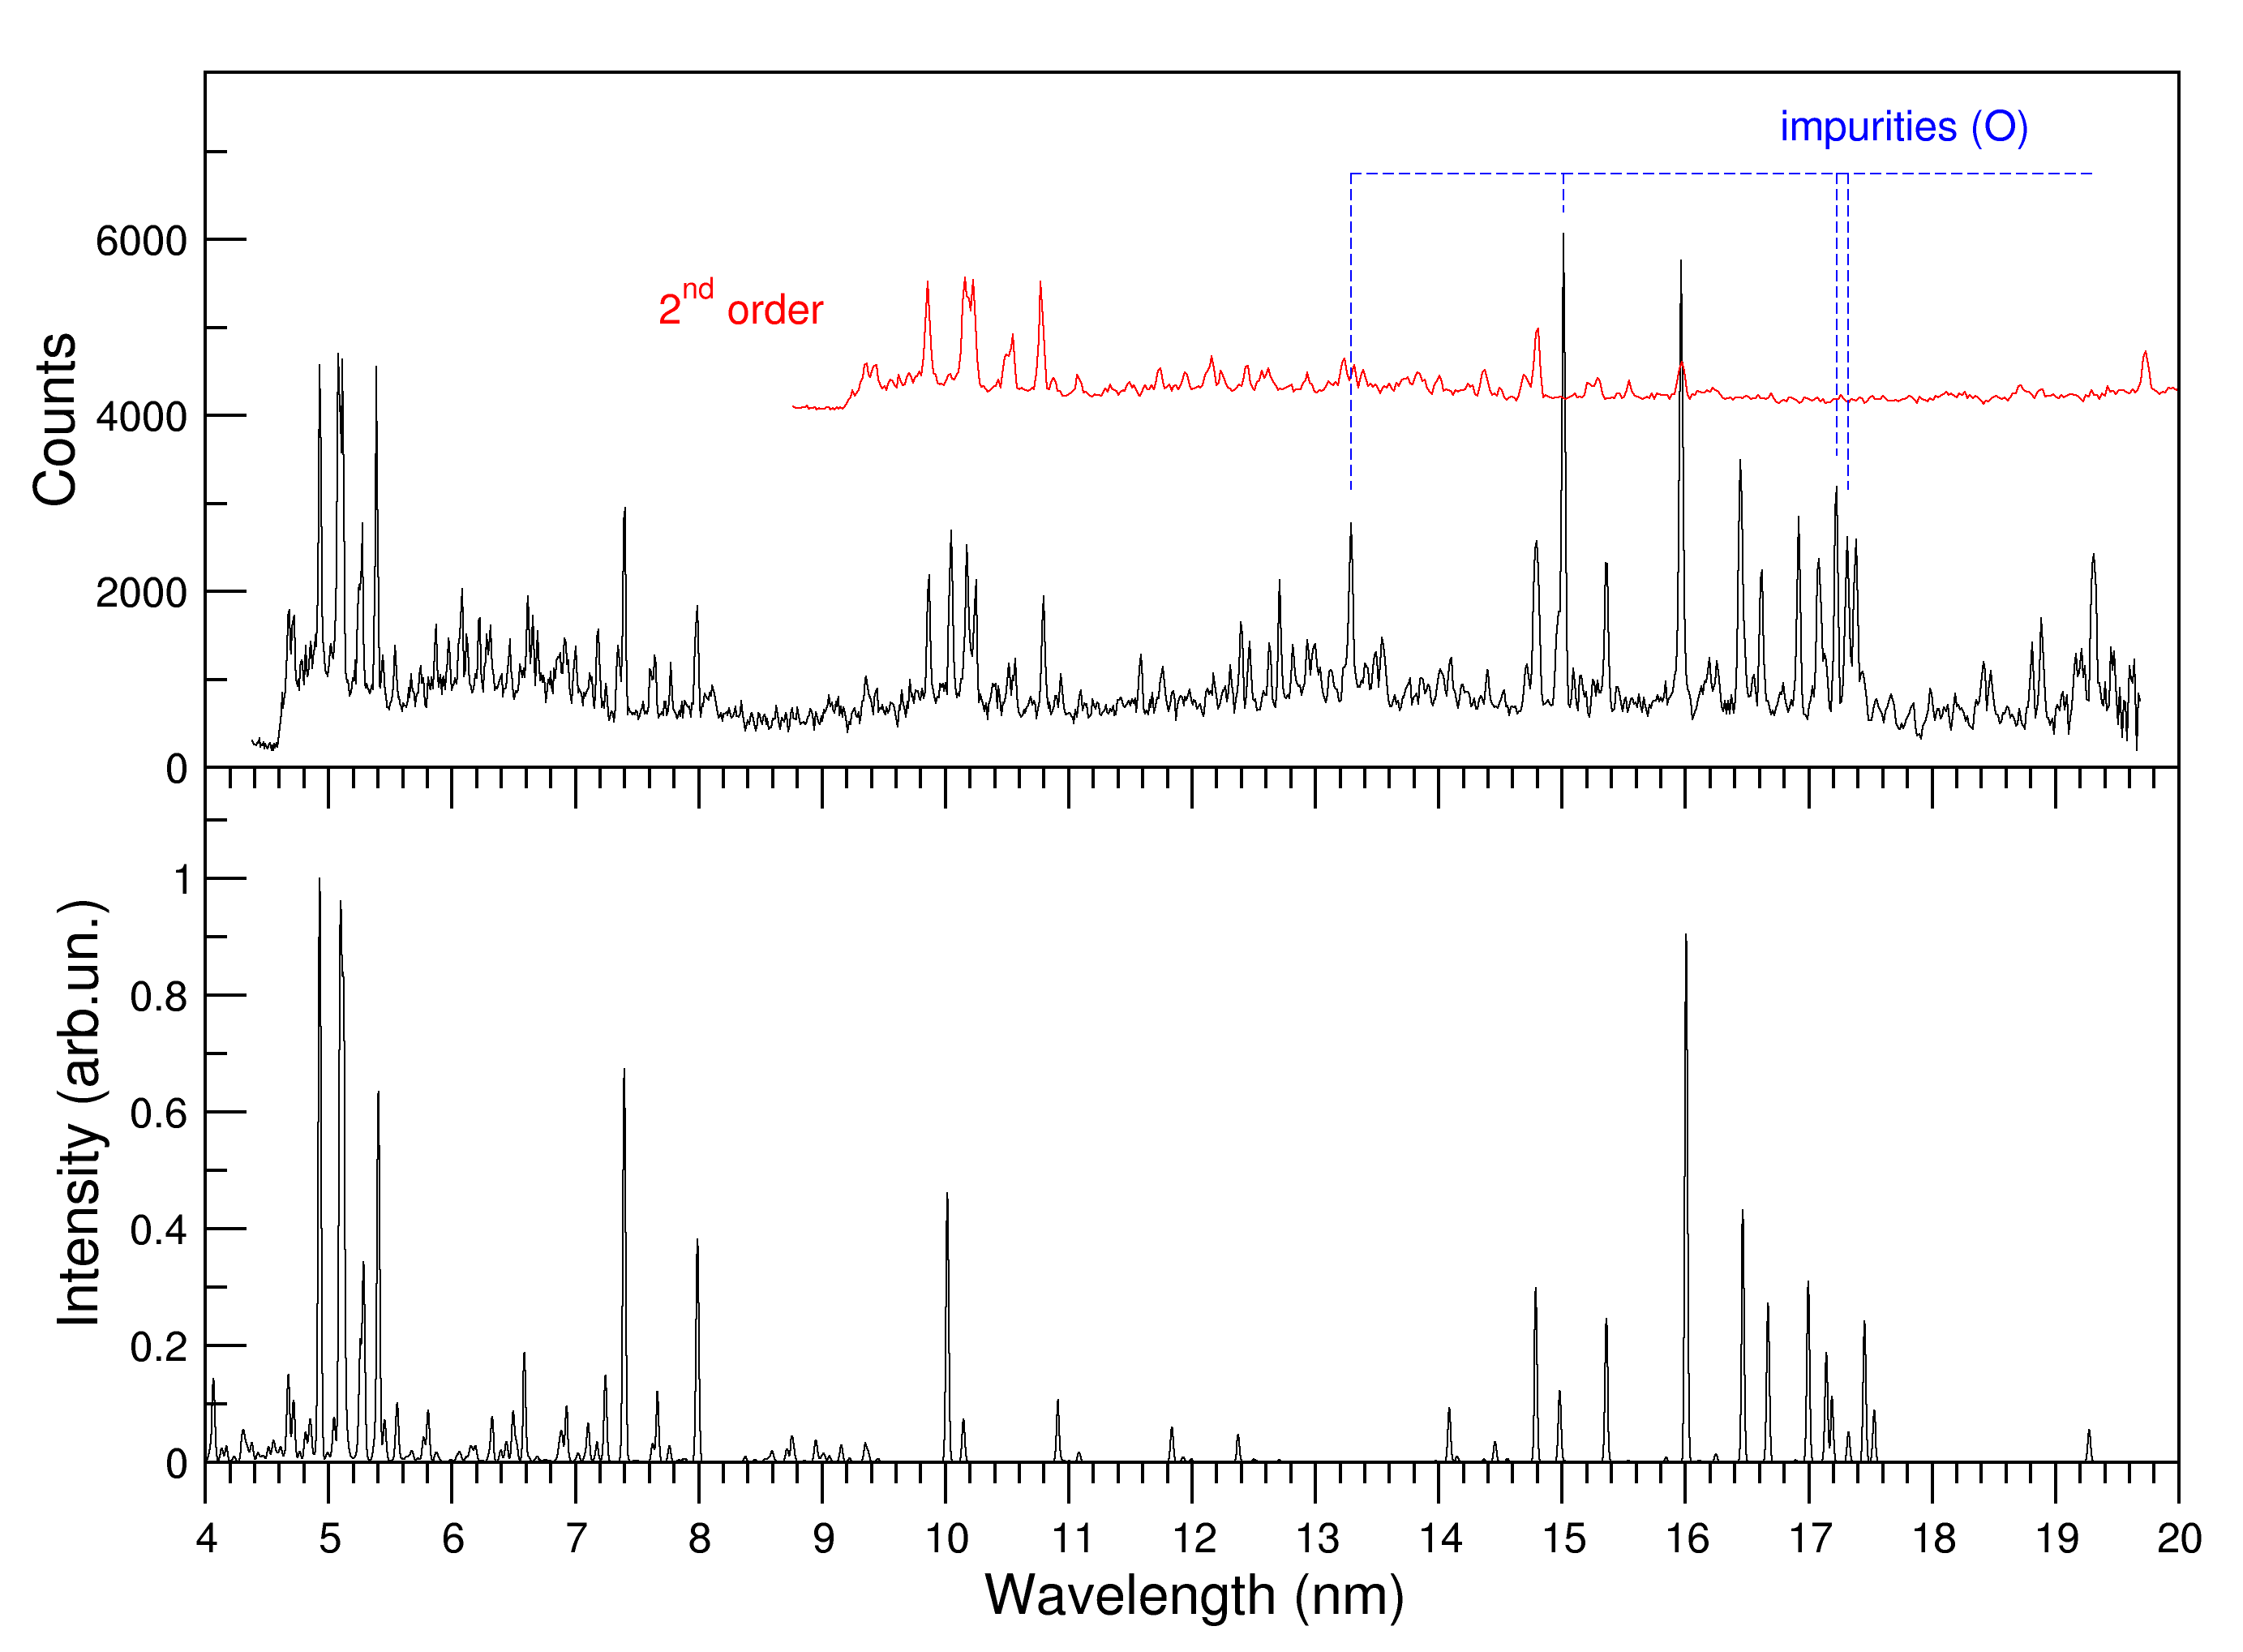 impurities (O)
6000
2nd order
4000
Counts
2000
0
1
0.8
Intensity (arb.un.)
0.6
0.4
0.2
0
4 5 6 7 8 9 10 11 12 13 14 15 16 17 18 19 20
Wavelength (nm)